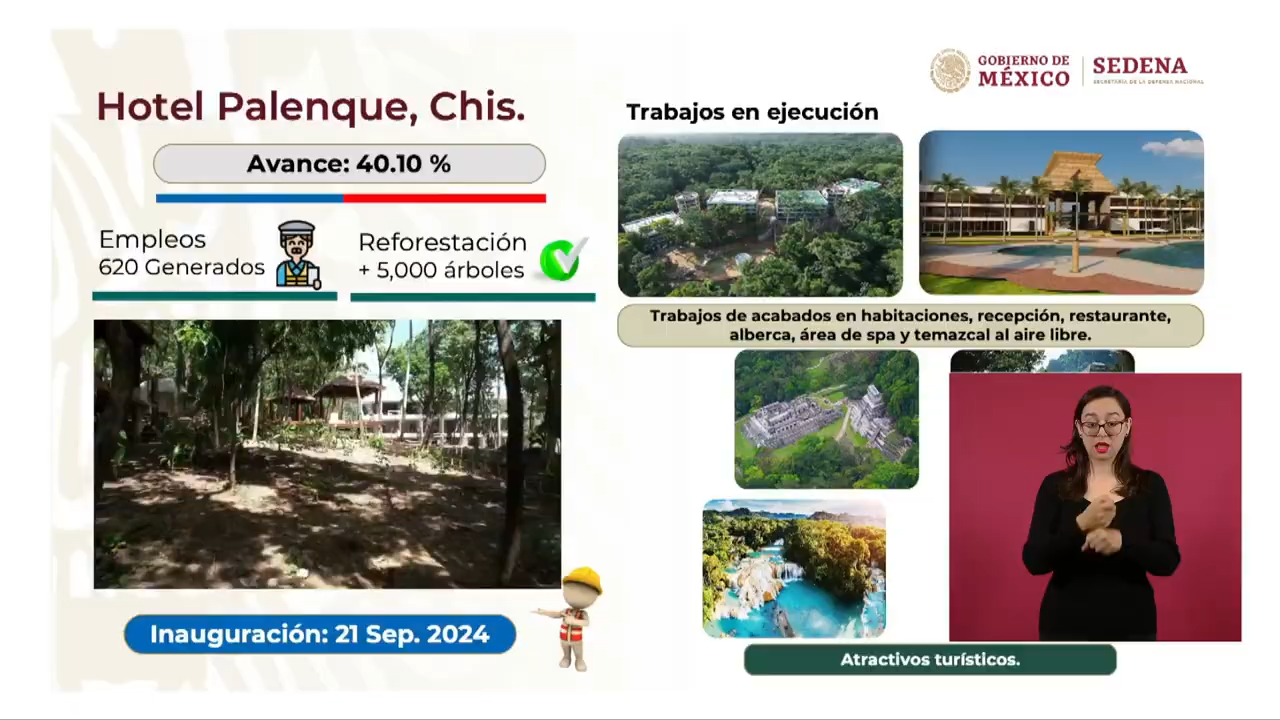 Hotel Palenque, Chis.
Avance: 40.10 %
Empleos
620 Generados
Reforestación
+ 5,000 árboles
Inauguración: 21 Sep. 2024
GOBIERNO DE
MÉXICO
SEDENA
SECRETARÍA DE LA DEFENSA NACIONAL
Trabajos en ejecución
Trabajos de acabados en habitaciones, recepción, restaurante,
alberca, área de spa y temazcal al aire libre.
Atractivos turísticos.